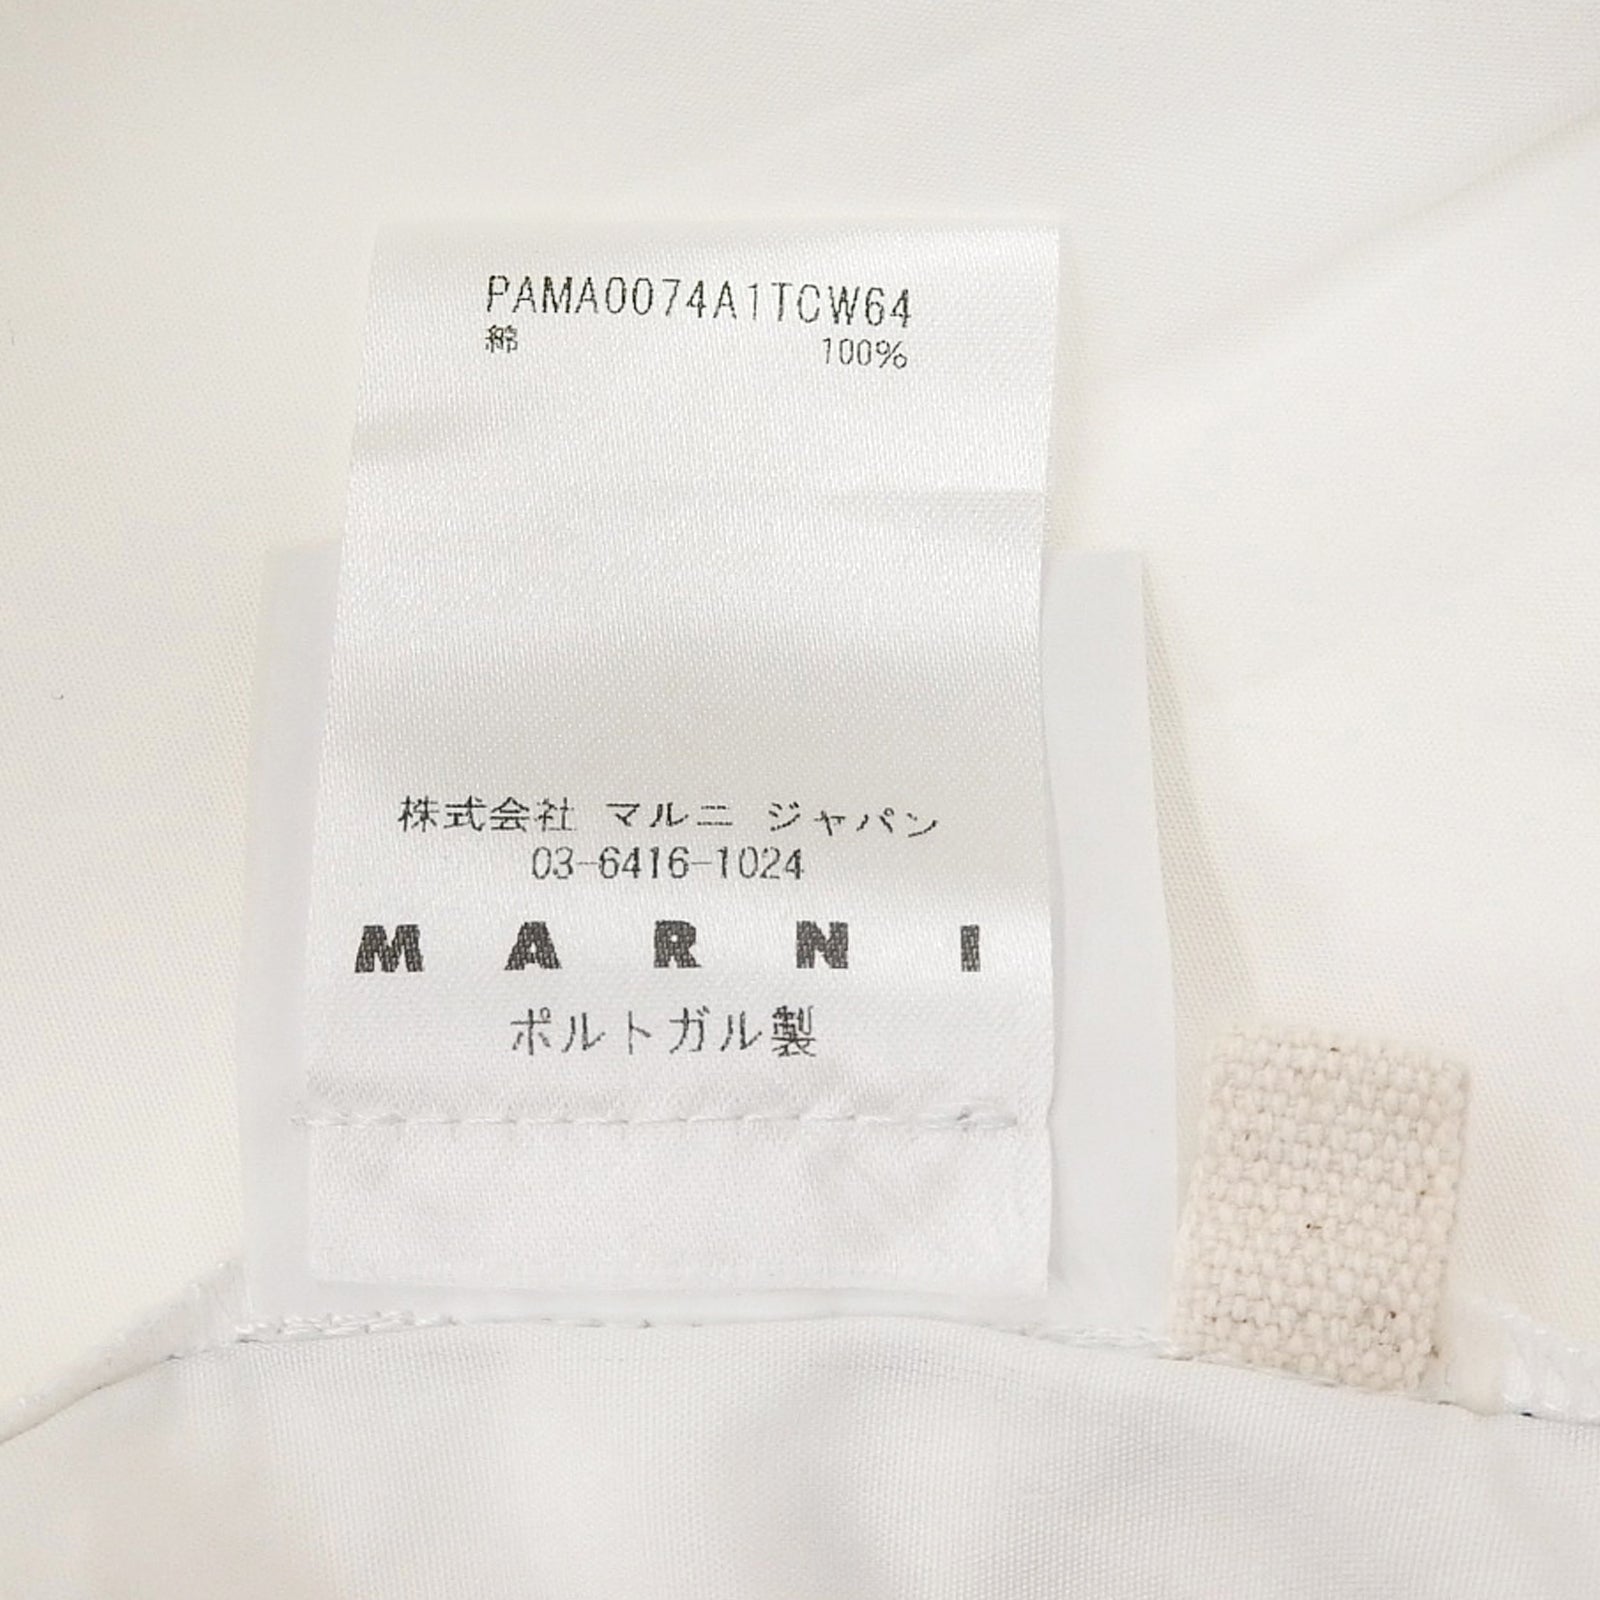 PAMA0074A1TCW64
綿 100%
株式会社 マルニ ジャパン
03-6416-1024
MARNI
ポルトガル製